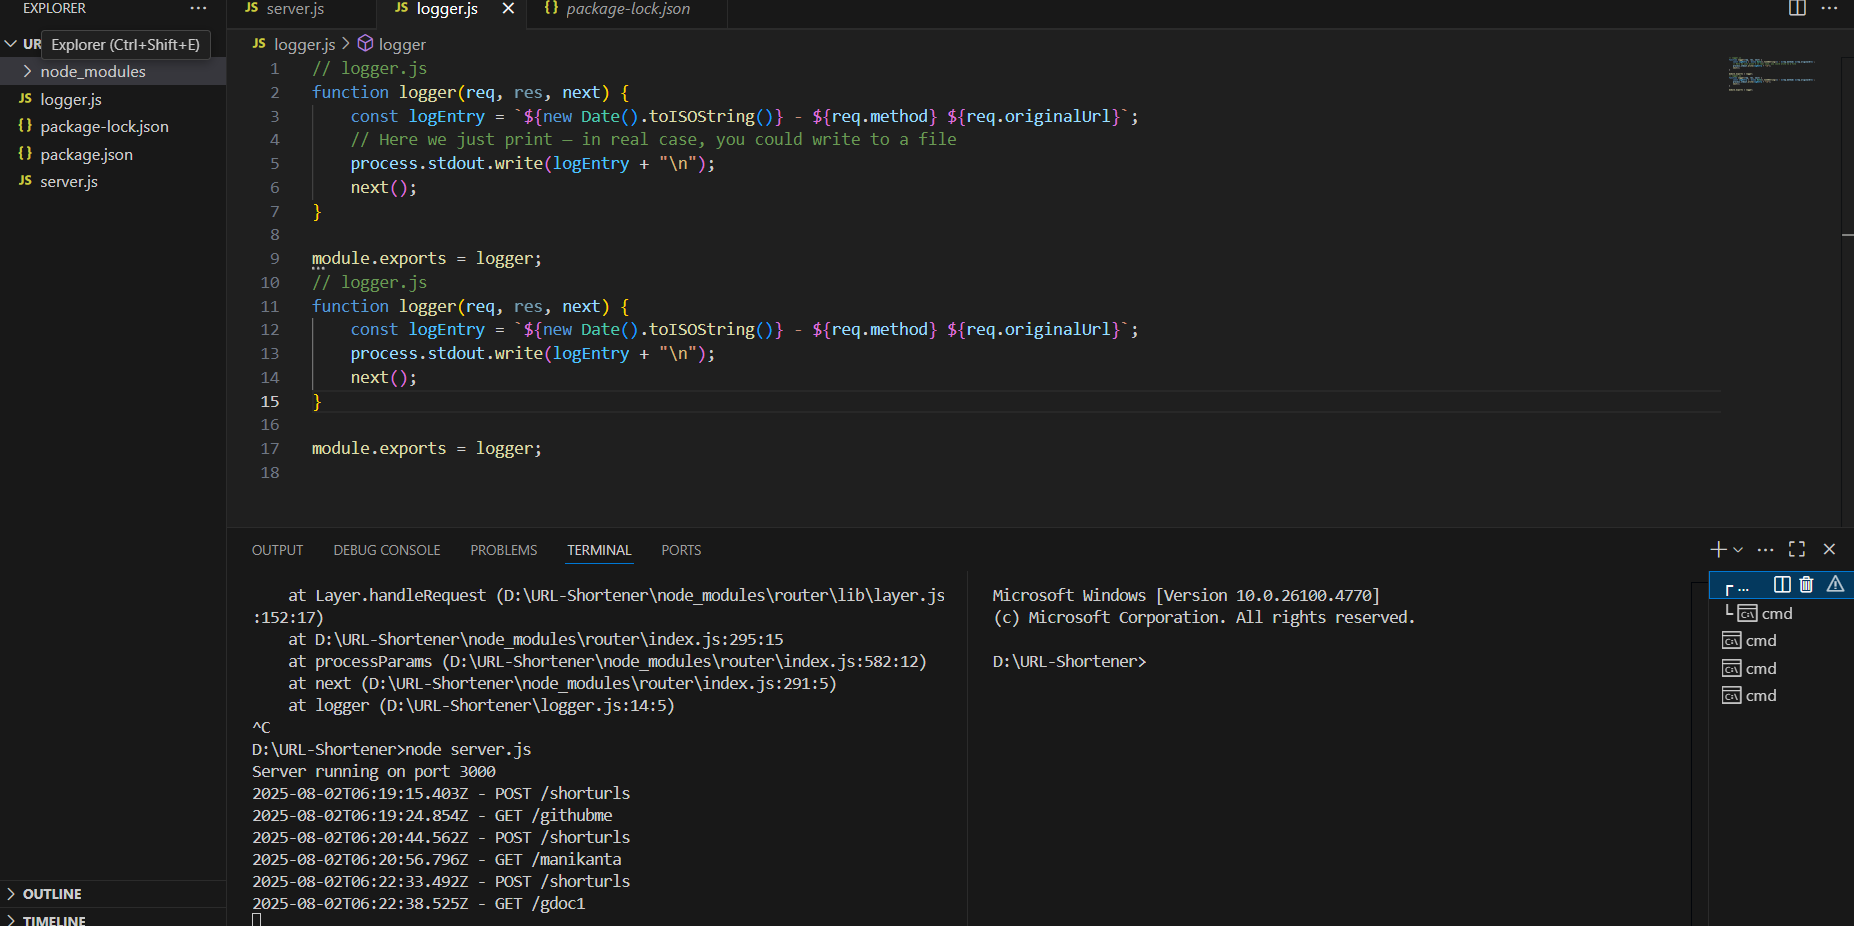 EXPLORER
···
UR
Explorer (Ctrl+Shift+E)
node_modules
JS logger.js
{} package-lock.json
{} package.json
JS server.js
OUTLINE
TIMELINE
JS server.js
JS logger.js
{} package-lock.json
JS logger.js > logger
1 // logger.js
2 function logger(req, res, next) {
3     const logEntry = `${new Date().toISOString()} - ${req.method} ${req.originalUrl}`;
4     // Here we just print — in real case, you could write to a file
5     process.stdout.write(logEntry + "\n");
6     next();
7 }
8
9 module.exports = logger;
10 // logger.js
11 function logger(req, res, next) {
12     const logEntry = `${new Date().toISOString()} - ${req.method} ${req.originalUrl}`;
13     process.stdout.write(logEntry + "\n");
14     next();
15 }
16
17 module.exports = logger;
18
OUTPUT DEBUG CONSOLE PROBLEMS TERMINAL PORTS
    at Layer.handleRequest (D:\URL-Shortener\node_modules\router\lib\layer.js
:152:17)
    at D:\URL-Shortener\node_modules\router\index.js:295:15
    at processParams (D:\URL-Shortener\node_modules\router\index.js:582:12)
    at next (D:\URL-Shortener\node_modules\router\index.js:291:5)
    at logger (D:\URL-Shortener\logger.js:14:5)
^C
D:\URL-Shortener>node server.js
Server running on port 3000
2025-08-02T06:19:15.403Z - POST /shorturls
2025-08-02T06:19:24.854Z - GET /githubme
2025-08-02T06:20:44.562Z - POST /shorturls
2025-08-02T06:20:56.796Z - GET /manikanta
2025-08-02T06:22:33.492Z - POST /shorturls
2025-08-02T06:22:38.525Z - GET /gdoc1
Microsoft Windows [Version 10.0.26100.4770]
(c) Microsoft Corporation. All rights reserved.
D:\URL-Shortener>
...
cmd
cmd
cmd
cmd